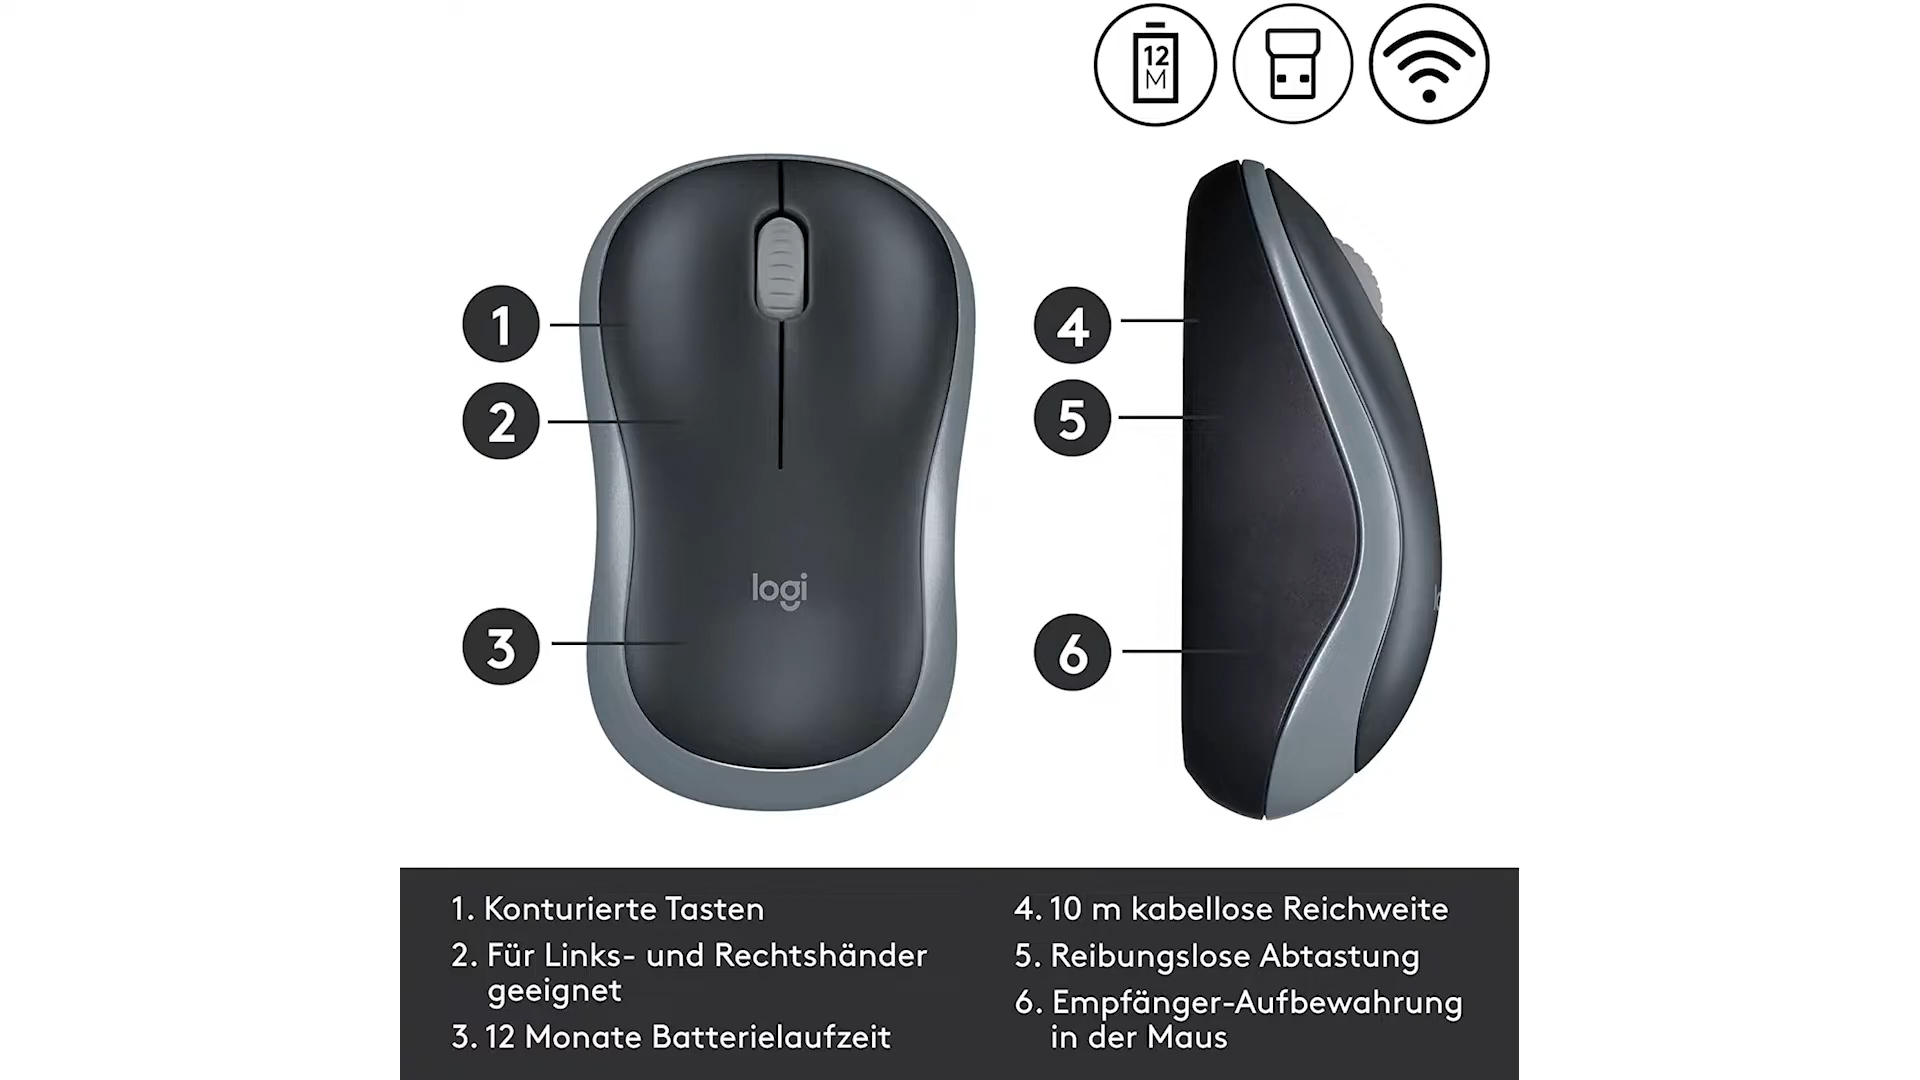 12
M
1
2
3
logi
4
5
6
1. Konturierte Tasten
2. Für Links- und Rechtshänder
geeignet
3. 12 Monate Batterielaufzeit
4. 10 m kabellose Reichweite
5. Reibungslose Abtastung
6. Empfänger-Aufbewahrung
in der Maus